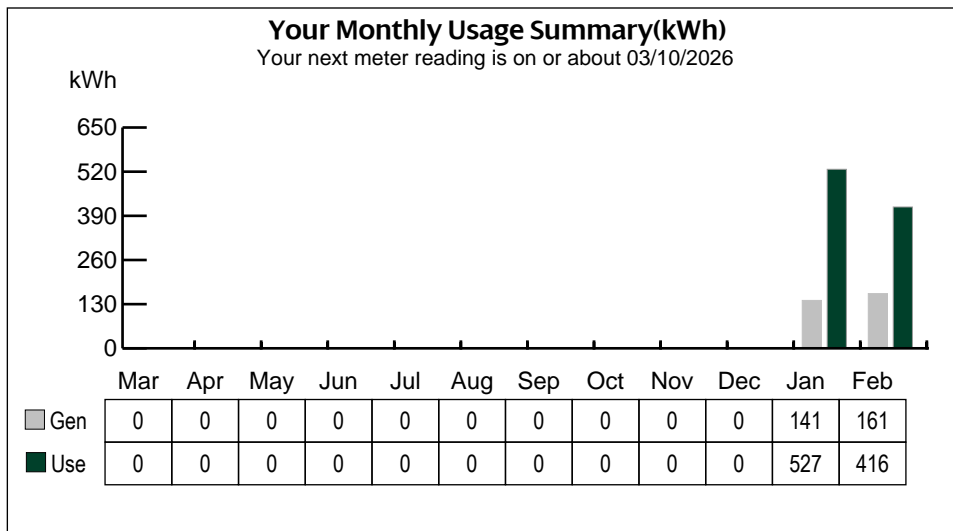 Your Monthly Usage Summary(kWh)
Your next meter reading is on or about 03/10/2026
kWh
650
520
390
260
130
0
Mar Apr May Jun Jul Aug Sep Oct Nov Dec Jan Feb
Gen 0 0 0 0 0 0 0 0 0 0 141 161
Use 0 0 0 0 0 0 0 0 0 0 527 416